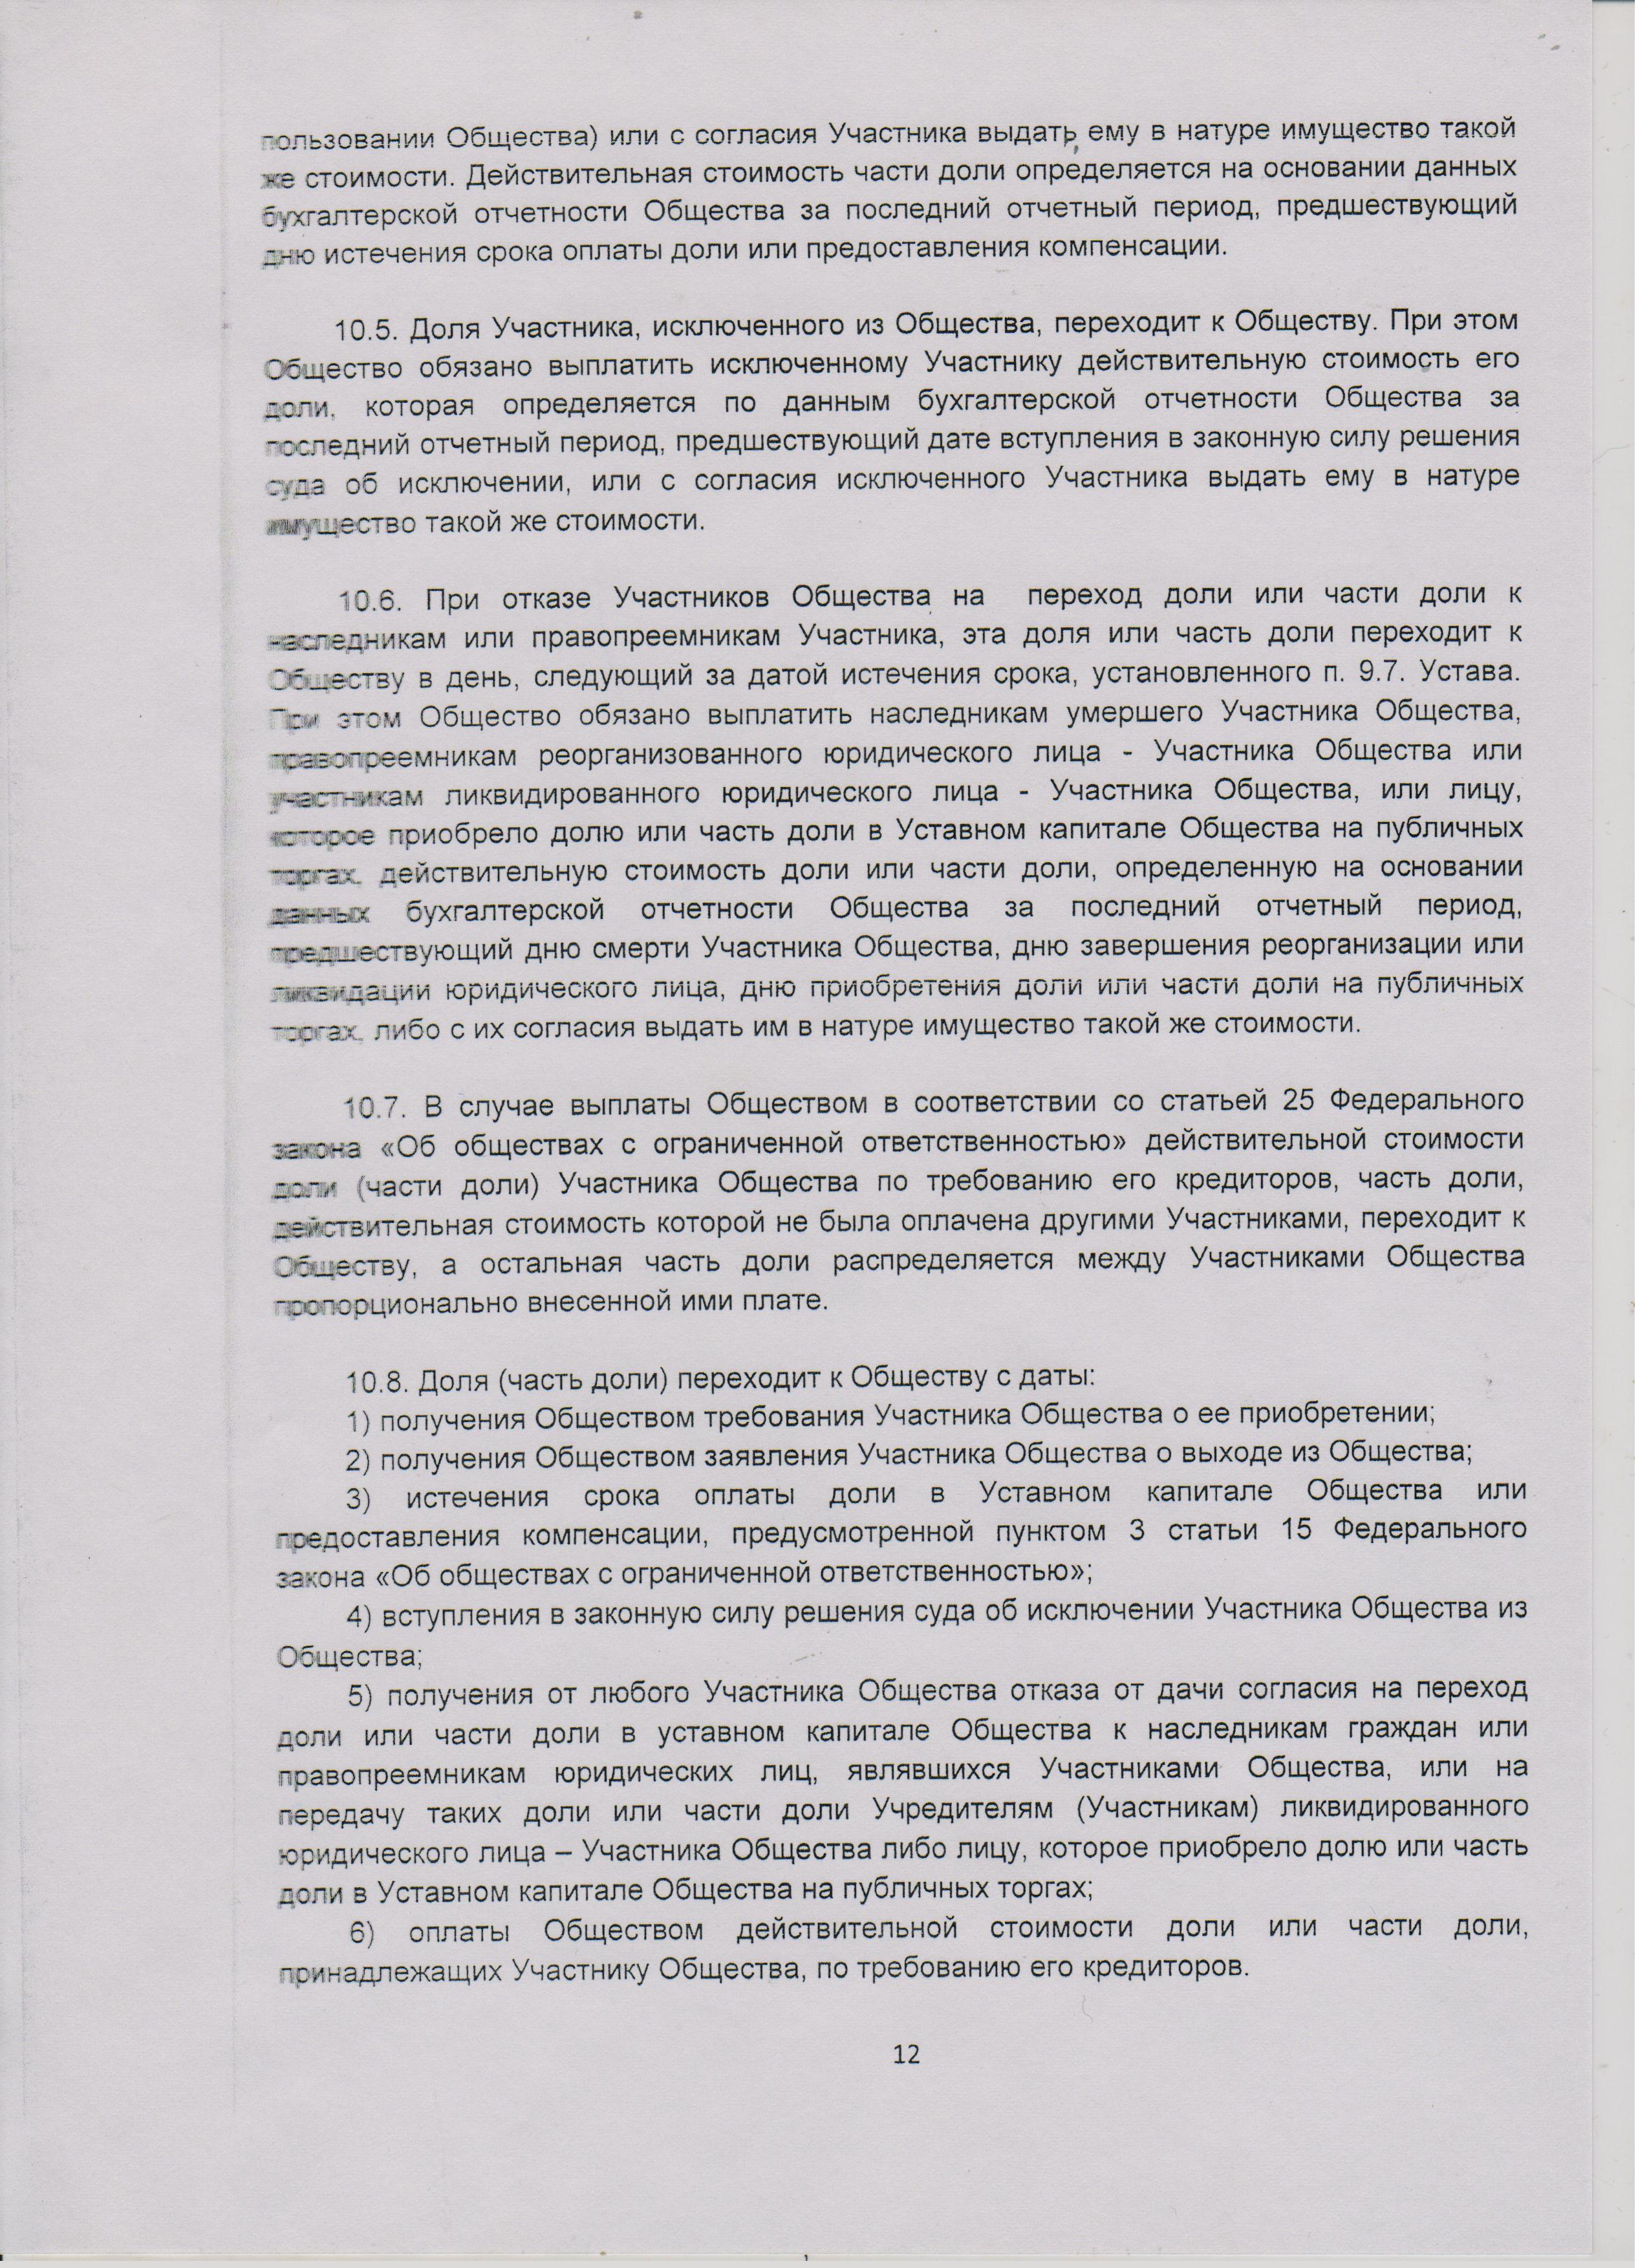 пользовании Общества) или с согласия Участника выдать ему в натуре имущество такой
же стоимости. Действительная стоимость части доли определяется на основании данных
бухгалтерской отчетности Общества за последний отчетный период, предшествующий
дню истечения срока оплаты доли или предоставления компенсации.
10.5. Доля Участника, исключенного из Общества, переходит к Обществу. При этом
Общество обязано выплатить исключенному Участнику действительную стоимость его
доли, которая определяется по данным бухгалтерской отчетности Общества за
последний отчетный период, предшествующий дате вступления в законную силу решения
суда об исключении, или с согласия исключенного Участника выдать ему в натуре
имущество такой же стоимости.
10.6. При отказе Участников Общества на переход доли или части доли к
наследникам или правопреемникам Участника, эта доля или часть доли переходит к
Обществу в день, следующий за датой истечения срока, установленного п. 9.7. Устава.
При этом Общество обязано выплатить наследникам умершего Участника Общества,
правопреемникам реорганизованного юридического лица - Участника Общества или
участникам ликвидированного юридического лица - Участника Общества, или лицу,
которое приобрело долю или часть доли в Уставном капитале Общества на публичных
торгах, действительную стоимость доли или части доли, определенную на основании
данных бухгалтерской отчетности Общества за последний отчетный период,
предшествующий дню смерти Участника Общества, дню завершения реорганизации или
ликвидации юридического лица, дню приобретения доли или части доли на публичных
торгах, либо с их согласия выдать им в натуре имущество такой же стоимости.
10.7. В случае выплаты Обществом в соответствии со статьей 25 Федерального
закона «Об обществах с ограниченной ответственностью» действительной стоимости
доли (части доли) Участника Общества по требованию его кредиторов, часть доли,
действительная стоимость которой не была оплачена другими Участниками, переходит к
Обществу, а остальная часть доли распределяется между Участниками Общества
пропорционально внесенной ими плате.
10.8. Доля (часть доли) переходит к Обществу с даты:
1) получения Обществом требования Участника Общества о ее приобретении;
2) получения Обществом заявления Участника Общества о выходе из Общества;
3) истечения срока оплаты доли в Уставном капитале Общества или
предоставления компенсации, предусмотренной пунктом 3 статьи 15 Федерального
закона «Об обществах с ограниченной ответственностью»;
4) вступления в законную силу решения суда об исключении Участника Общества из
Общества;
5) получения от любого Участника Общества отказа от дачи согласия на переход
доли или части доли в уставном капитале Общества к наследникам граждан или
правопреемникам юридических лиц, являвшихся Участниками Общества, или на
передачу таких доли или части доли Учредителям (Участникам) ликвидированного
юридического лица – Участника Общества либо лицу, которое приобрело долю или часть
доли в Уставном капитале Общества на публичных торгах;
6) оплаты Обществом действительной стоимости доли или части доли,
принадлежащих Участнику Общества, по требованию его кредиторов.
12